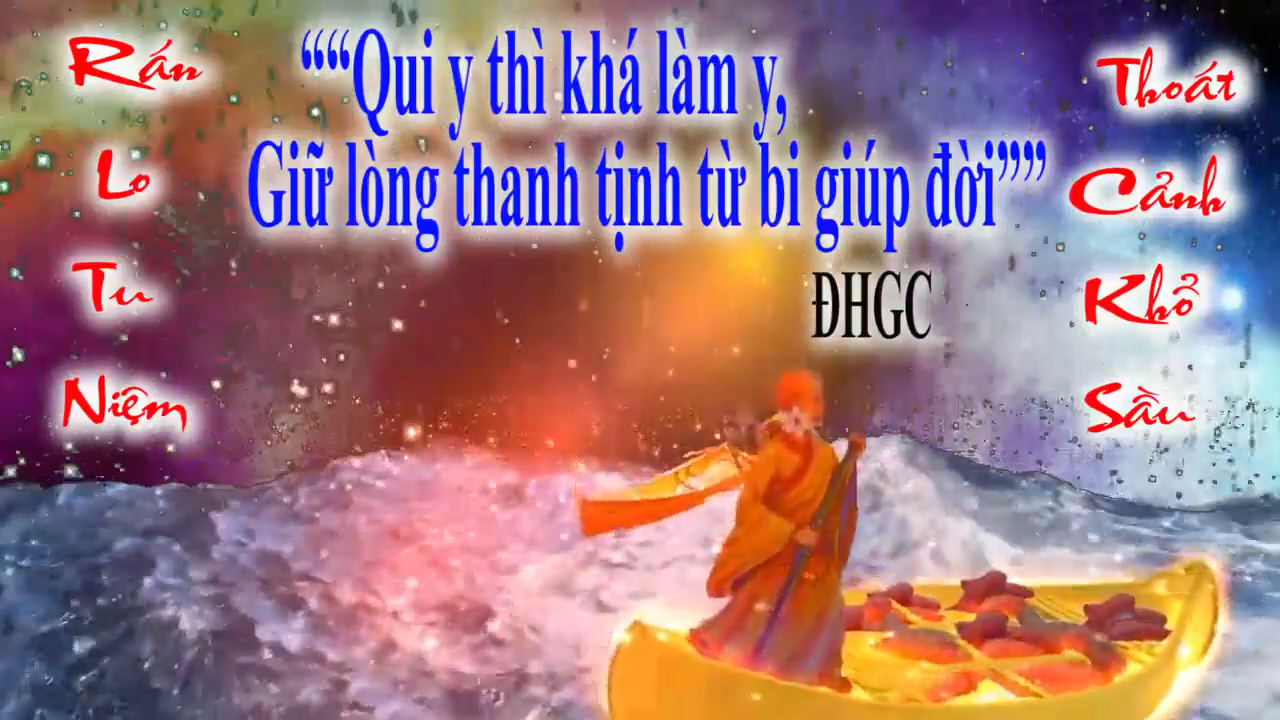 ““Qui y thì khá làm y,
Giữ lòng thanh tịnh từ bi giúp đời””
ĐHGC
Rán
Lo
Tu
Niệm
Thoát
Cảnh
Khổ
Sầu